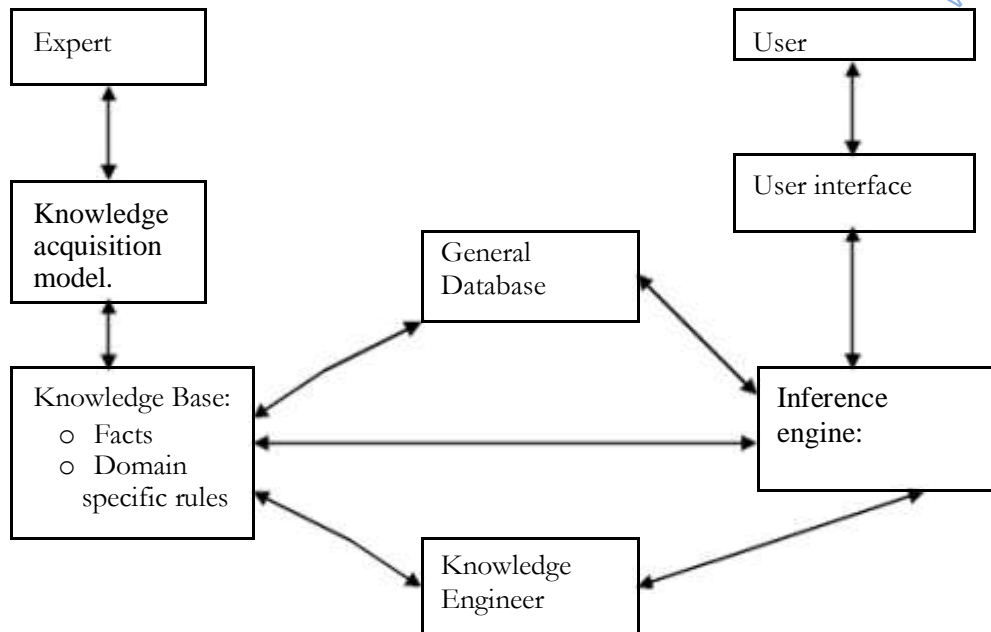 Expert
User
Knowledge
acquisition
model.
User interface
General
Database
Knowledge Base:
o Facts
o Domain
specific rules
Inference
engine:
Knowledge
Engineer